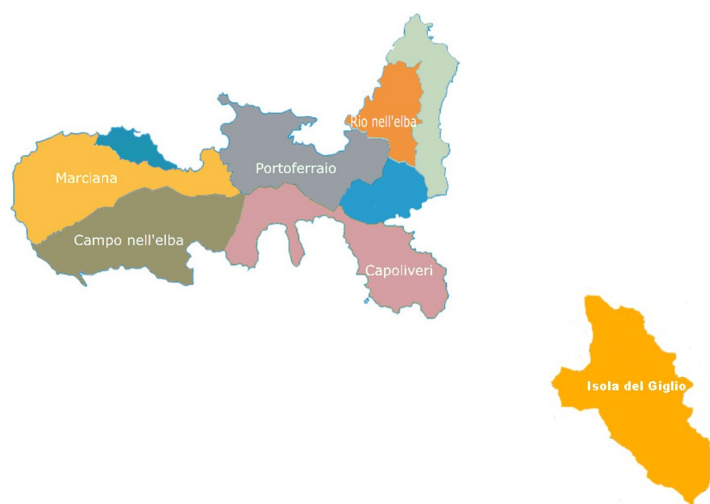 Rio nell'elba
Portoferraio
Marciana
Campo nell'elba
Capoliveri
Isola del Giglio